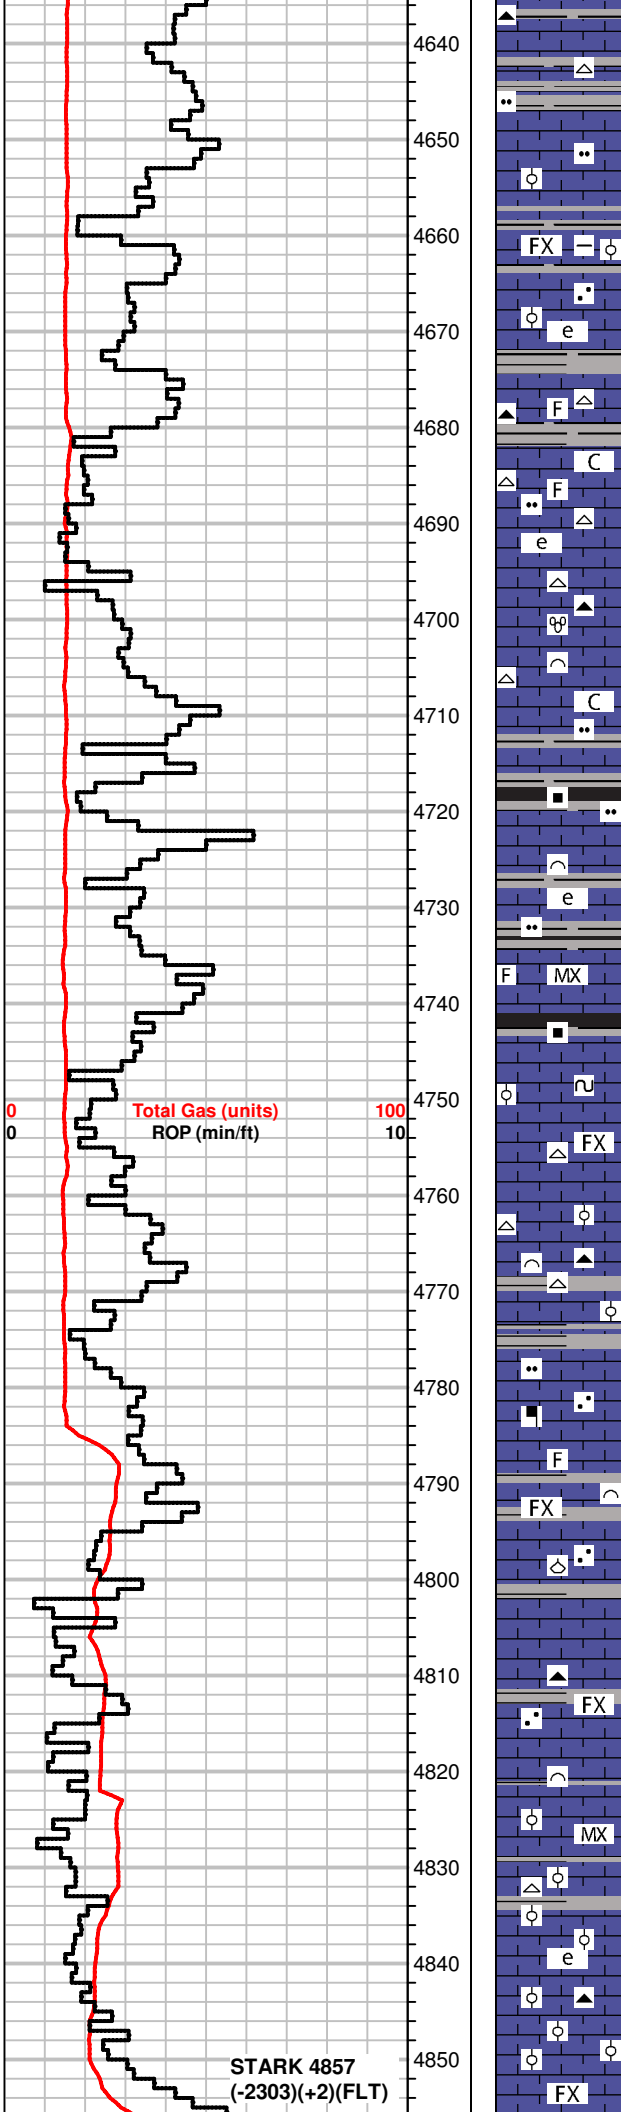 4640
4650
4660
FX
4670
e
F
4680
C
F
4690
e
4700
C
4710
4720
e
4730
F MX
4740
4750
0 Total Gas (units) 100
0 ROP (min/ft) 10
FX
4760
4770
4780
F
4790
FX
4800
4810
FX
4820
MX
4830
4840
e
4850
STARK 4857
(-2303)(+2)(FLT)
FX